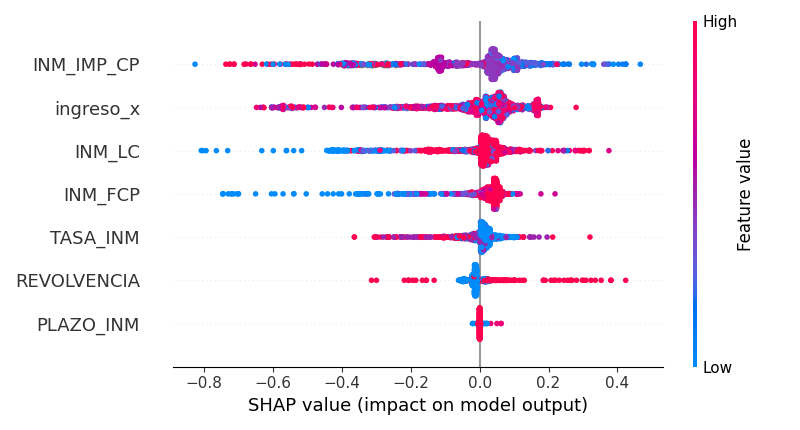 High
INM_IMP_CP
ingreso_x
INM_LC
INM_FCP
TASA_INM
REVOLVENCIA
PLAZO_INM
Feature value
Low
−0.8 −0.6 −0.4 −0.2 0.0 0.2 0.4
SHAP value (impact on model output)